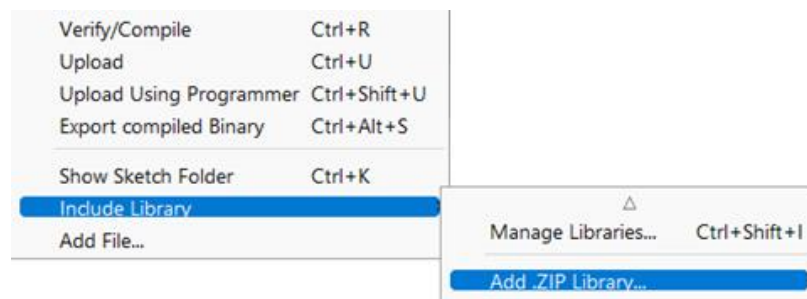 Verify/Compile Ctrl+R
Upload Ctrl+U
Upload Using Programmer Ctrl+Shift+U
Export compiled Binary Ctrl+Alt+S
Show Sketch Folder Ctrl+K
Include Library
Add File...
Manage Libraries... Ctrl+Shift+I
Add .ZIP Library...